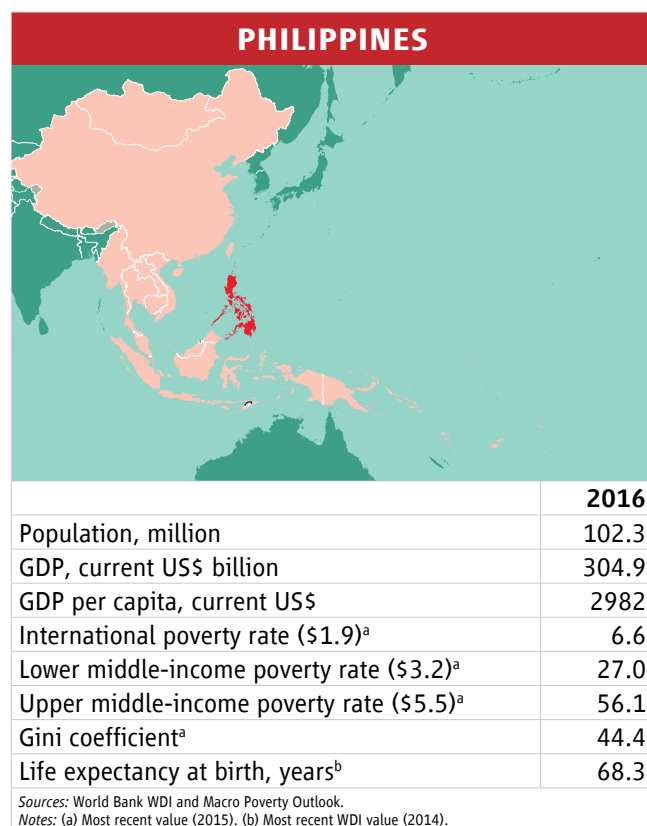 PHILIPPINES
2016
Population, million 102.3
GDP, current US$ billion 304.9
GDP per capita, current US$ 2982
International poverty rate ($1.9)ᵃ 6.6
Lower middle-income poverty rate ($3.2)ᵃ 27.0
Upper middle-income poverty rate ($5.5)ᵃ 56.1
Gini coefficientᵃ 44.4
Life expectancy at birth, yearsᵇ 68.3
Sources: World Bank WDI and Macro Poverty Outlook.
Notes: (a) Most recent value (2015). (b) Most recent WDI value (2014).